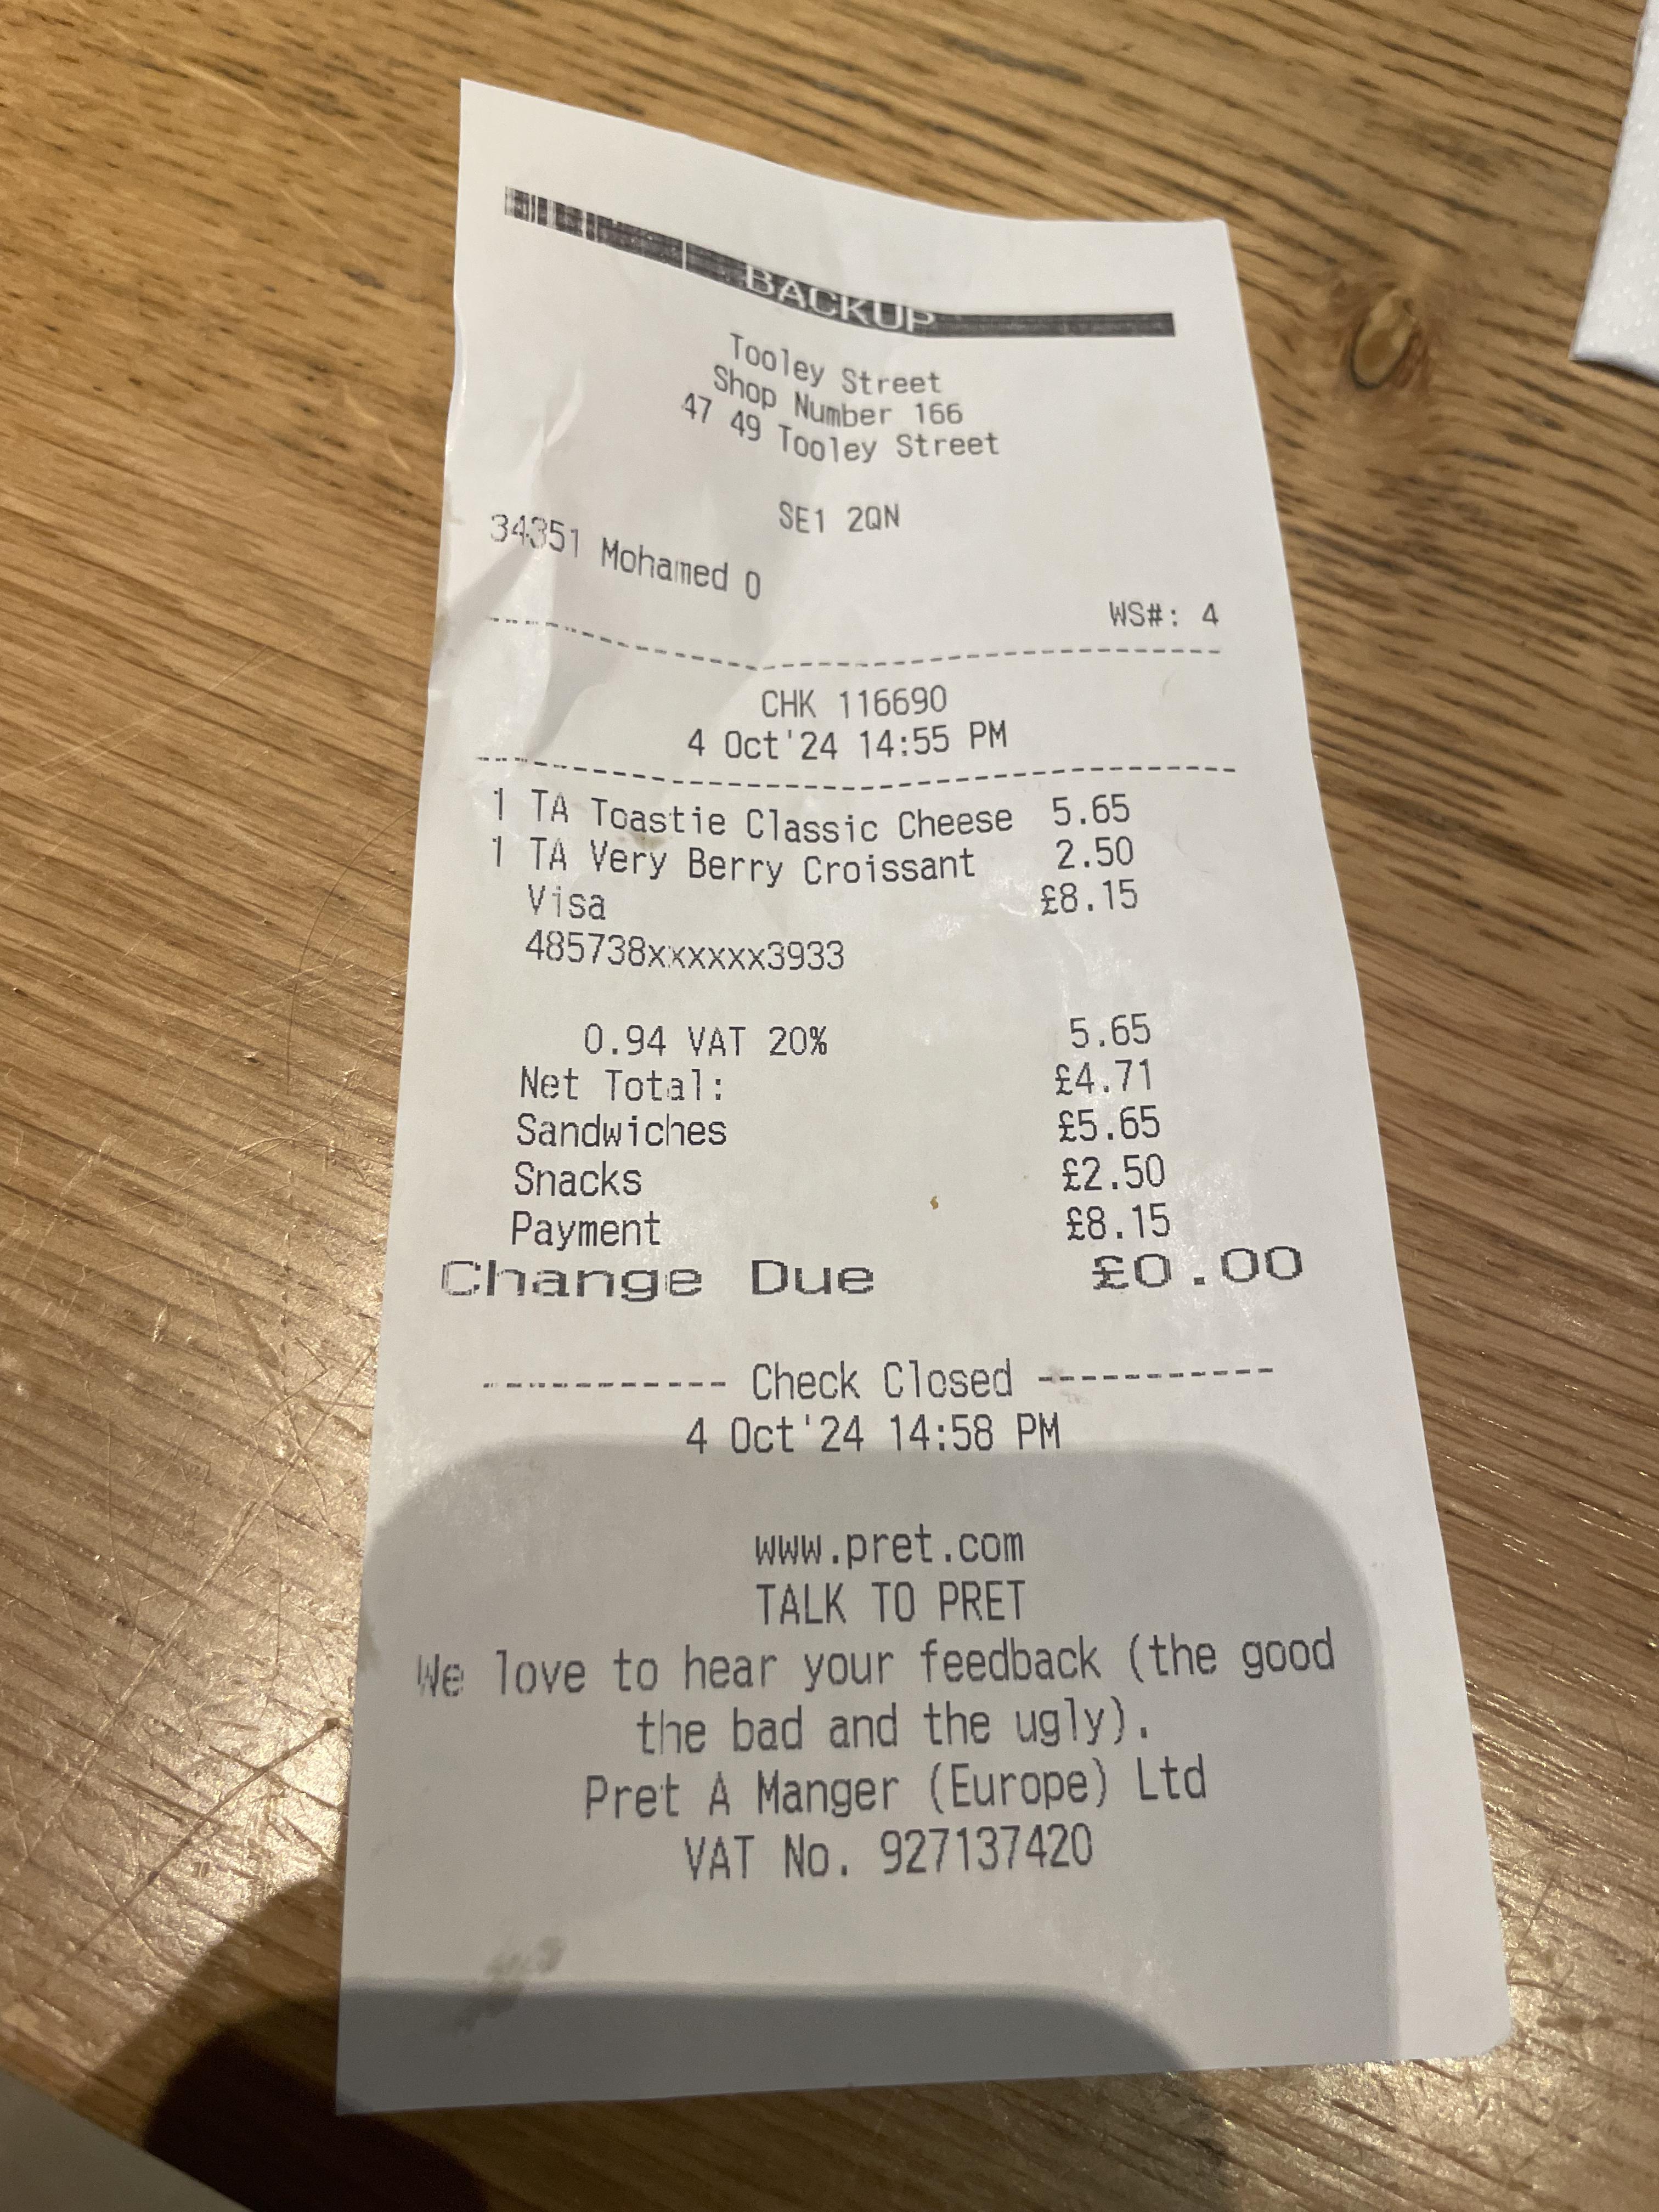 BACKUP
Tooley Street
Shop Number 166
47 49 Tooley Street
SE1 2QN
34351 Mohamed O
WS#: 4
CHK 116690
4 Oct'24 14:55 PM
1 TA Toastie Classic Cheese 5.65
1 TA Very Berry Croissant 2.50
Visa £8.15
485738xxxxxx3933
0.94 VAT 20% 5.65
Net Total: £4.71
Sandwiches £5.65
Snacks £2.50
Payment £8.15
Change Due £0.00
----------- Check Closed -----------
4 Oct'24 14:58 PM
www.pret.com
TALK TO PRET
We love to hear your feedback (the good
the bad and the ugly).
Pret A Manger (Europe) Ltd
VAT No. 927137420